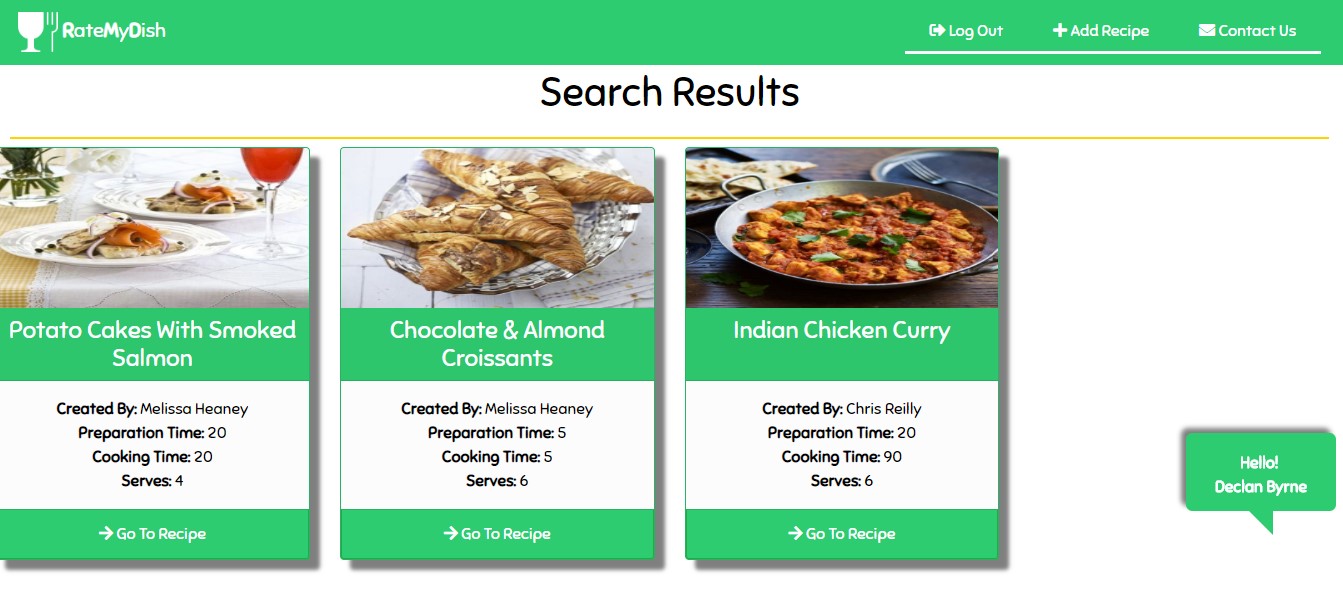 RateMyDish
Log Out
Add Recipe
Contact Us
Search Results
Potato Cakes With Smoked
Salmon
Created By: Melissa Heaney
Preparation Time: 20
Cooking Time: 20
Serves: 4
Go To Recipe
Chocolate & Almond
Croissants
Created By: Melissa Heaney
Preparation Time: 5
Cooking Time: 5
Serves: 6
Go To Recipe
Indian Chicken Curry
Created By: Chris Reilly
Preparation Time: 20
Cooking Time: 90
Serves: 6
Go To Recipe
Hello!
Declan Byrne